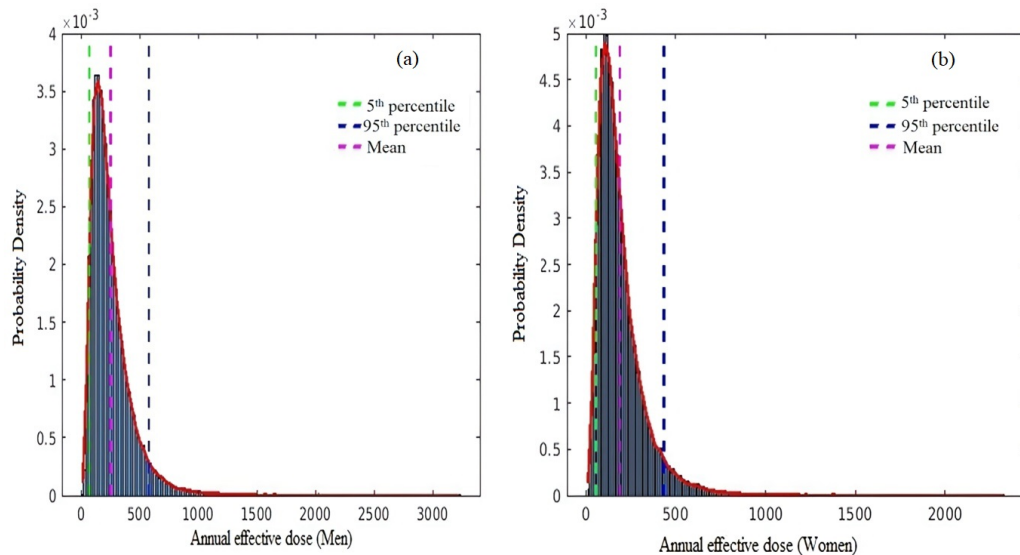 ×10⁻³
4
3.5
3
2.5
2
1.5
1
0.5
0
Probability Density
(a)
5th percentile
95th percentile
Mean
0 500 1000 1500 2000 2500 3000
Annual effective dose (Men)
×10⁻³
5
4.5
4
3.5
3
2.5
2
1.5
1
0.5
0
Probability Density
(b)
5th percentile
95th percentile
Mean
0 500 1000 1500 2000
Annual effective dose (Women)